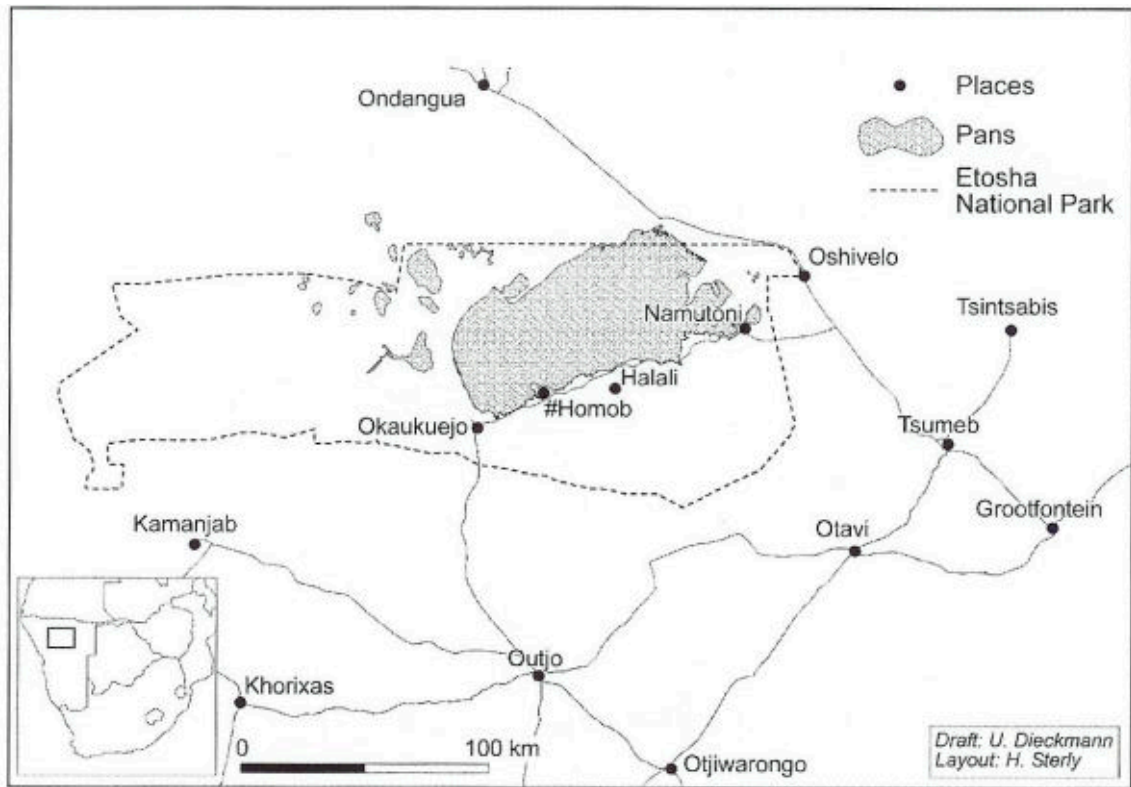 Ondangua
Places
Pans
Etosha
National Park
Oshivelo
Tsintsabis
Namutoni
Halali
#Homob
Okaukuejo
Tsumeb
Grootfontein
Kamanjab
Otavi
Outjo
Khorixas
0 100 km
Otjiwarongo
Draft: U. Dieckmann
Layout: H. Sterly